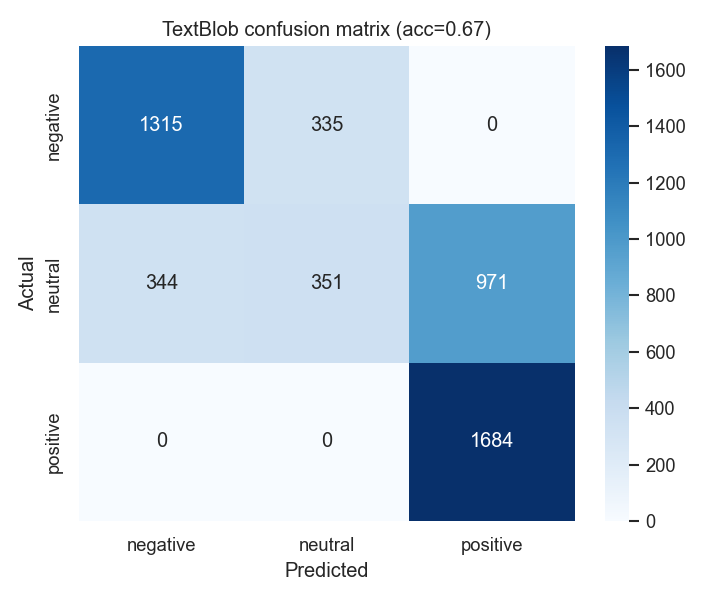 TextBlob confusion matrix (acc=0.67)
negative
1315
335
0
Actual
neutral
344
351
971
positive
0
0
1684
negative
neutral
positive
Predicted
1600
1400
1200
1000
800
600
400
200
0